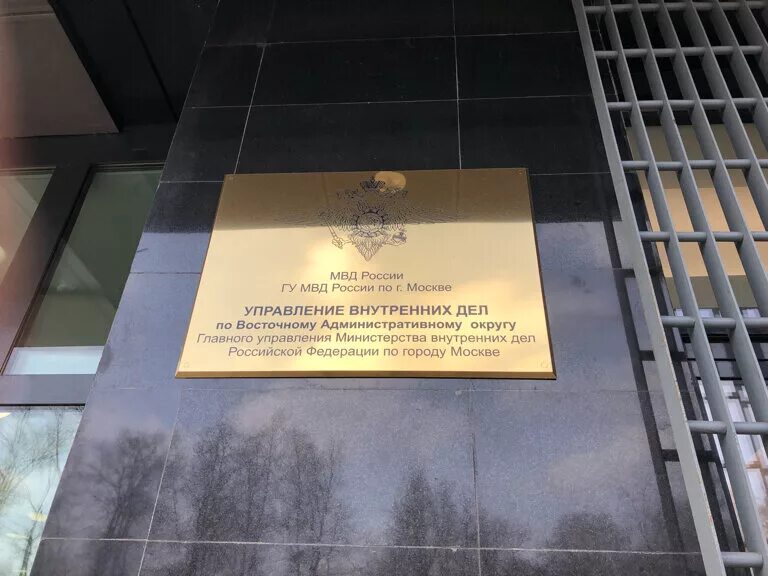 МВД России
ГУ МВД России по г. Москве
УПРАВЛЕНИЕ ВНУТРЕННИХ ДЕЛ
по Восточному Административному округу
Главного управления Министерства внутренних дел
Российской Федерации по городу Москве